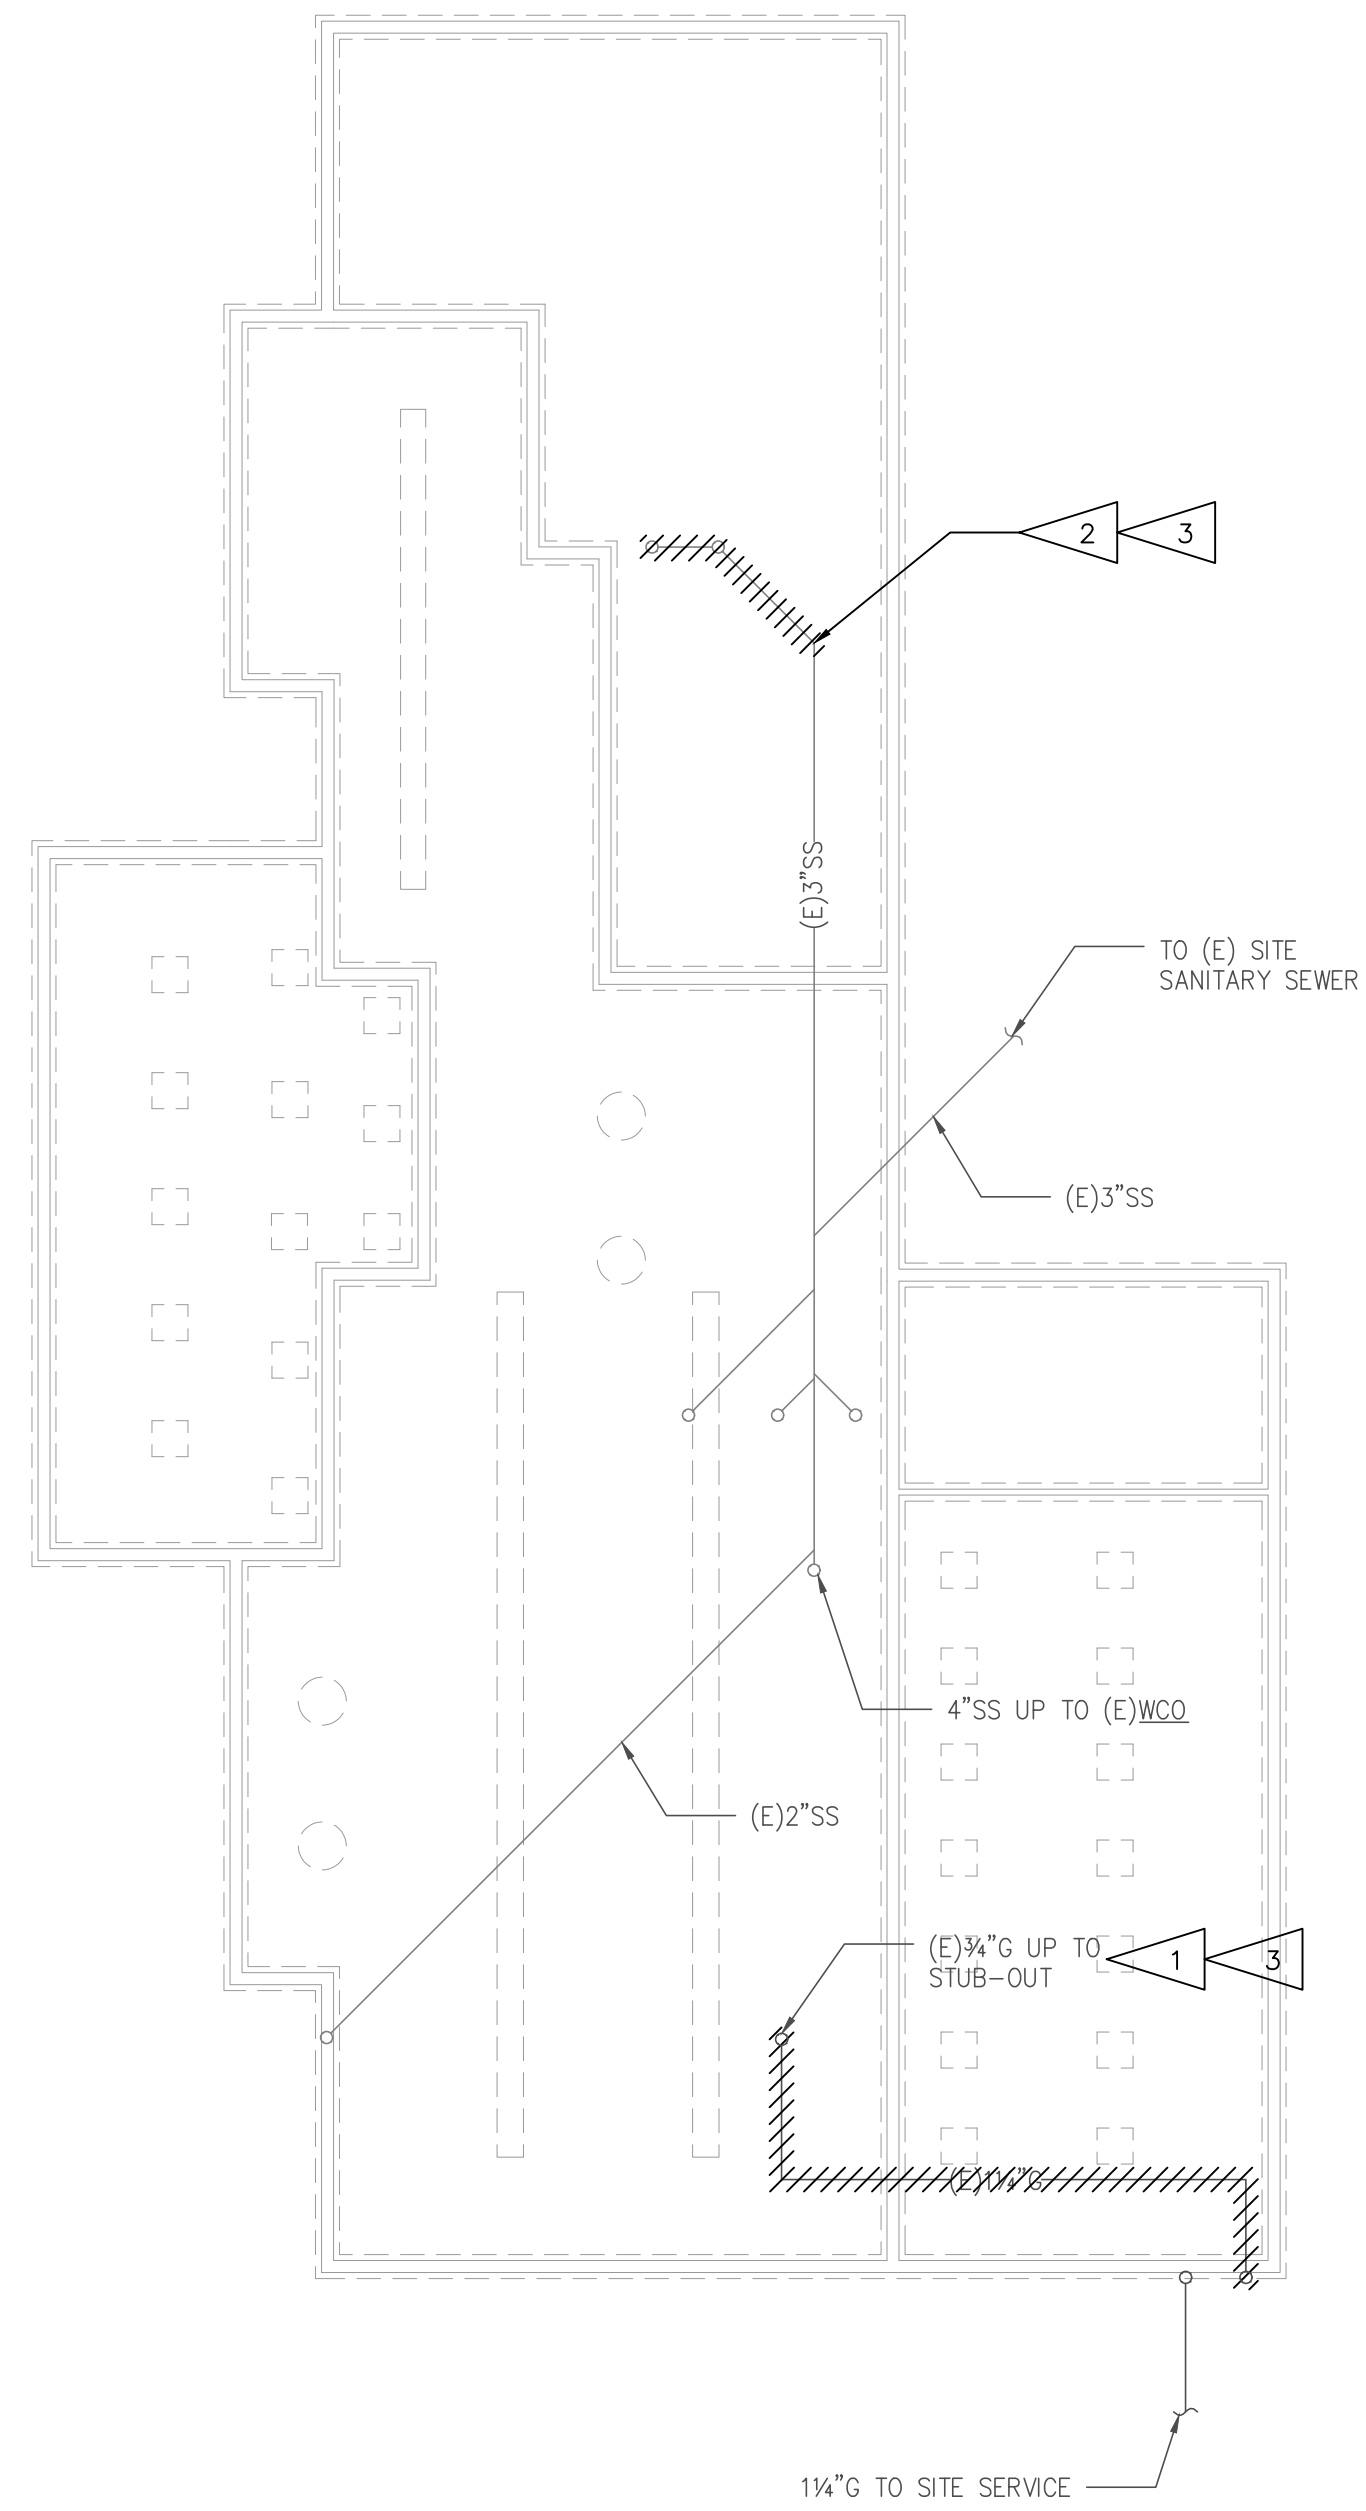 2 3
(E)3"SS
TO (E) SITE
SANITARY SEWER
(E)3"SS
4"SS UP TO (E)WCO
(E)2"SS
(E)¾"G UP TO
STUB-OUT
1 3
(E)1¼"G
1¼"G TO SITE SERVICE